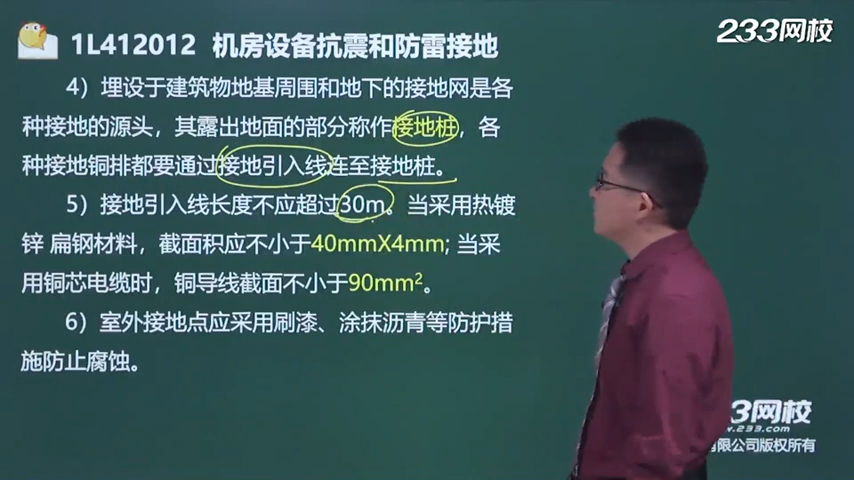 1L412012 机房设备抗震和防雷接地
233网校
4）埋设于建筑物地基周围和地下的接地网是各
种接地的源头，其露出地面的部分称作接地桩，各
种接地铜排都要通过接地引入线连至接地桩。
5）接地引入线长度不应超过30m。当采用热镀
锌 扁钢材料，截面积应不小于40mmX4mm; 当采
用铜芯电缆时，铜导线截面不小于90mm²。
6）室外接地点应采用刷漆、涂抹沥青等防护措
施防止腐蚀。
3网校
w.233.com
有限公司版权所有